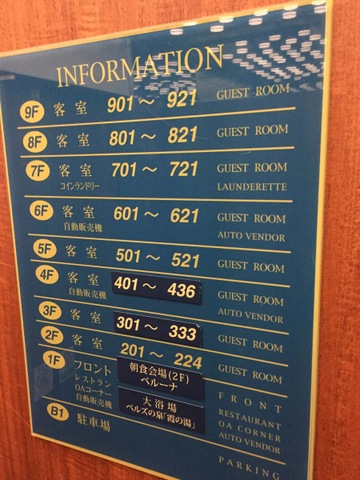 INFORMATION
9F 客室 901～921 GUEST ROOM
8F 客室 801～821 GUEST ROOM
7F 客室 701～721 GUEST ROOM
コインランドリー LAUNDERETTE
6F 客室 601～621 GUEST ROOM
自動販売機 AUTO VENDOR
5F 客室 501～521 GUEST ROOM
4F 客室 401～436 GUEST ROOM
自動販売機 AUTO VENDOR
3F 客室 301～333 GUEST ROOM
2F 客室 201～224 GUEST ROOM
1F フロント 朝食会場(2F) FRONT
レストラン ベルーナ RESTAURANT
OAコーナー 大浴場 OA CORNER
自動販売機 ベルズの泉「霞の湯」 AUTO VENDOR
B1 駐車場 PARKING